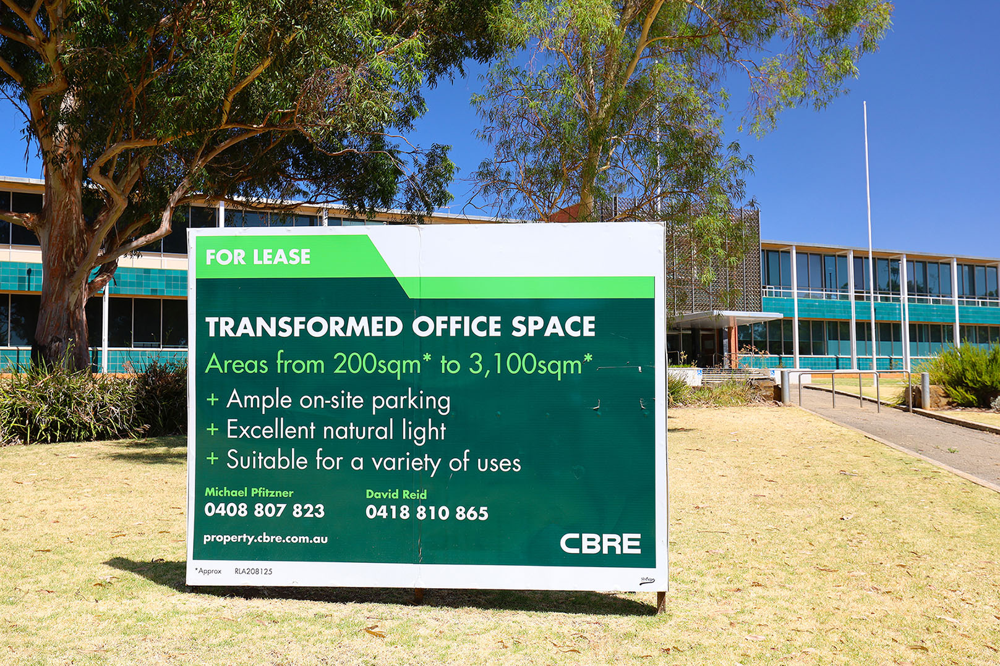 FOR LEASE
TRANSFORMED OFFICE SPACE
Areas from 200sqm* to 3,100sqm*
+ Ample on-site parking
+ Excellent natural light
+ Suitable for a variety of uses
Michael Pfitzner David Reid
0408 807 823 0418 810 865
property.cbre.com.au
CBRE
*Approx RLA208125